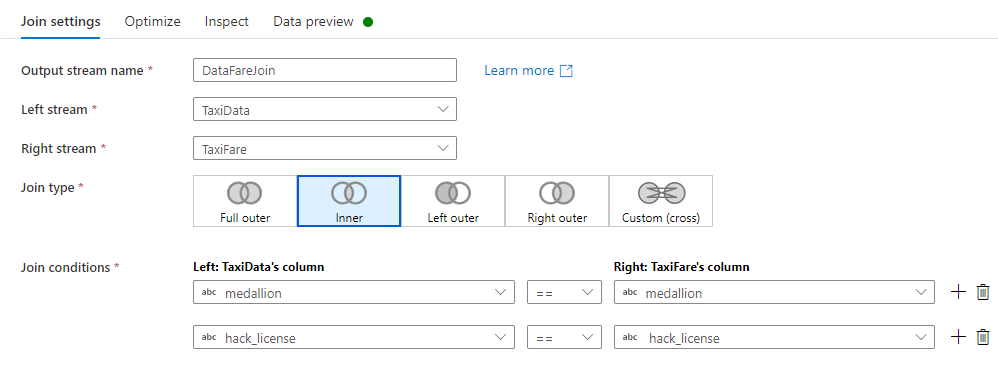 Join settings Optimize Inspect Data preview
Output stream name * DataFareJoin Learn more
Left stream * TaxiData
Right stream * TaxiFare
Join type *
Full outer Inner Left outer Right outer Custom (cross)
Join conditions * Left: TaxiData's column Right: TaxiFare's column
abc medallion == abc medallion
abc hack_license == abc hack_license